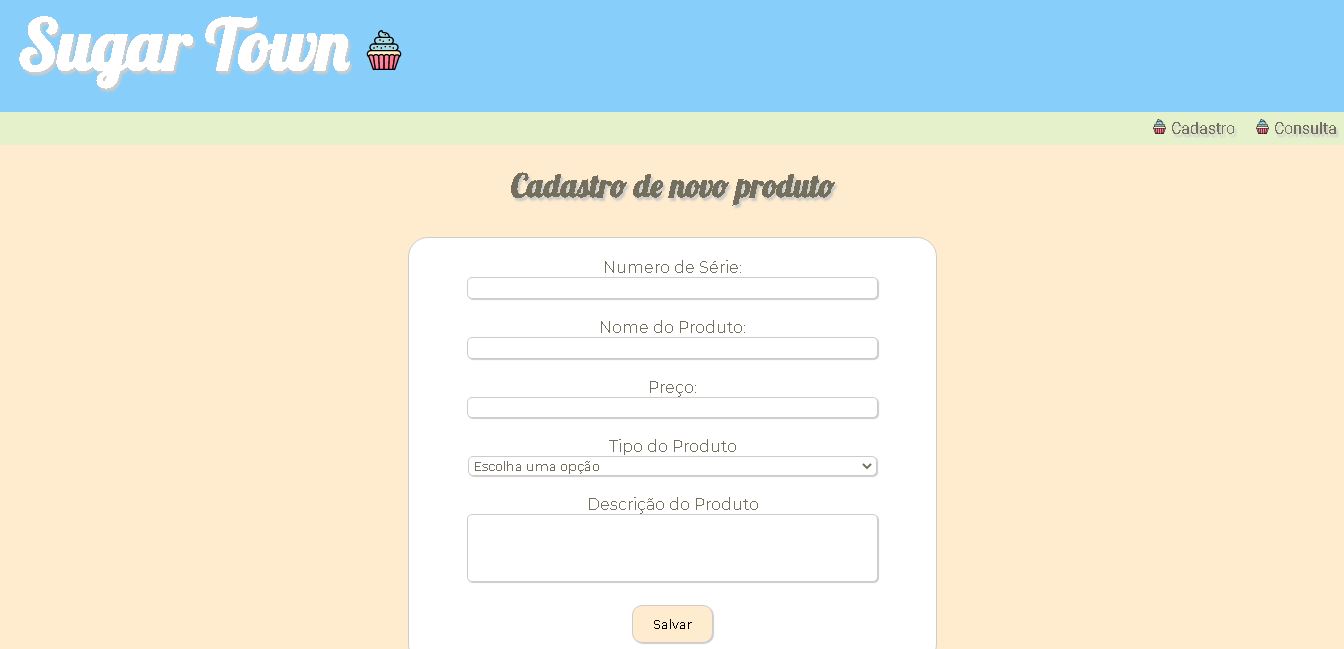 Sugar Town
Cadastro Consulta
Cadastro de novo produto
Numero de Série:
Nome do Produto:
Preço:
Tipo do Produto
Escolha uma opção
Descrição do Produto
Salvar